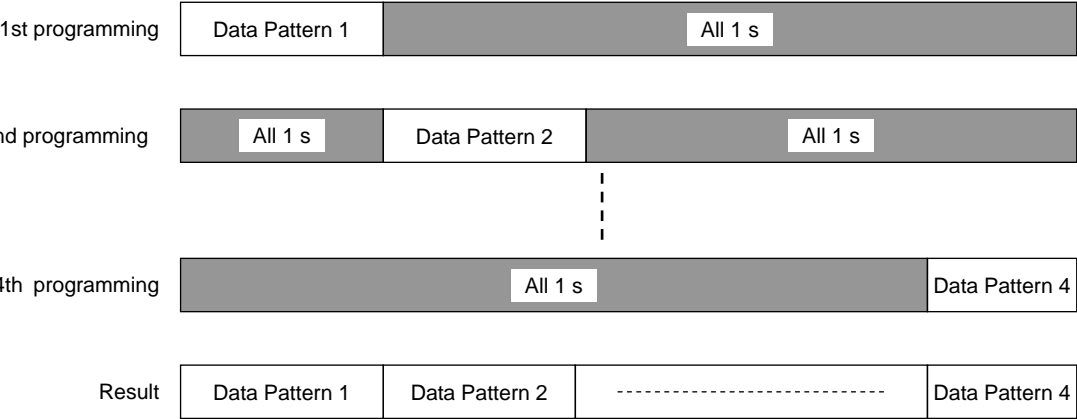 1st programming Data Pattern 1 All 1 s
nd programming All 1 s Data Pattern 2 All 1 s
4th programming All 1 s Data Pattern 4
Result Data Pattern 1 Data Pattern 2 Data Pattern 4